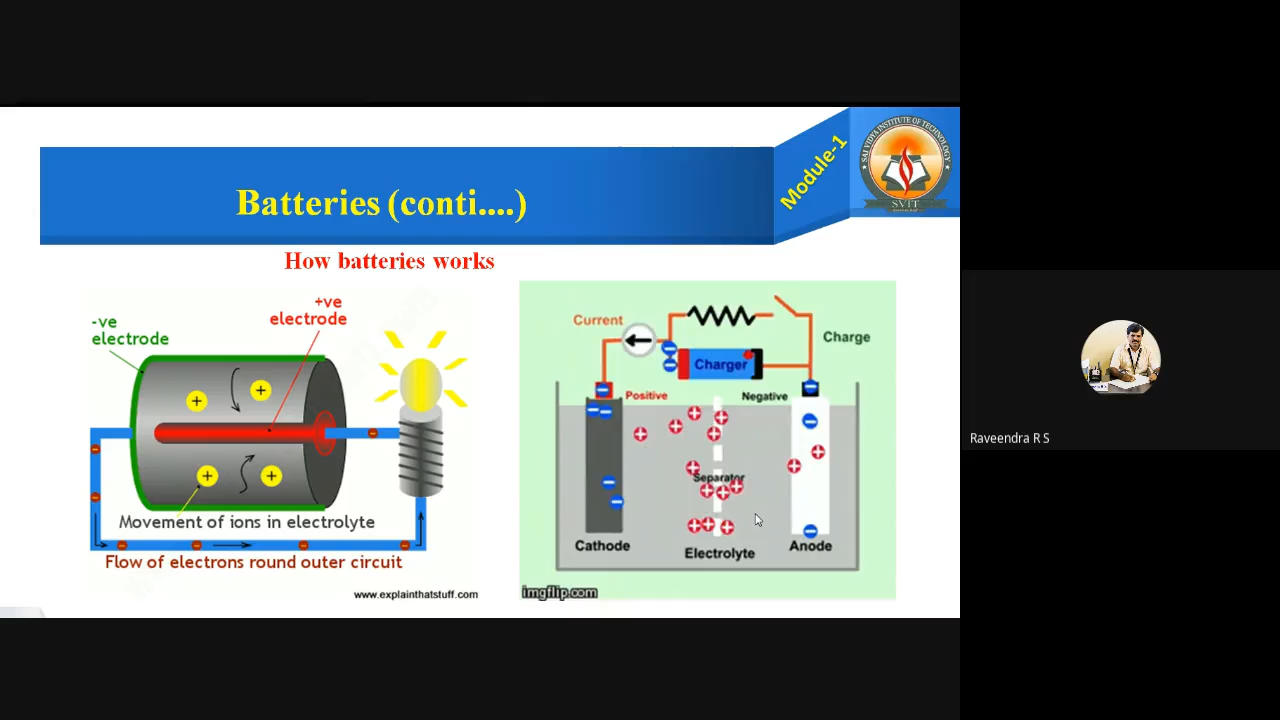 Module-1
SAI VIDYA INSTITUTE OF TECHNOLOGY
SVIT
Batteries (conti....)
How batteries works
-ve
electrode
+ve
electrode
Movement of ions in electrolyte
Flow of electrons round outer circuit
www.explainthatstuff.com
Current
Charge
Charger
Positive
Negative
Separator
Cathode
Electrolyte
Anode
imgflip.com
Raveendra R S